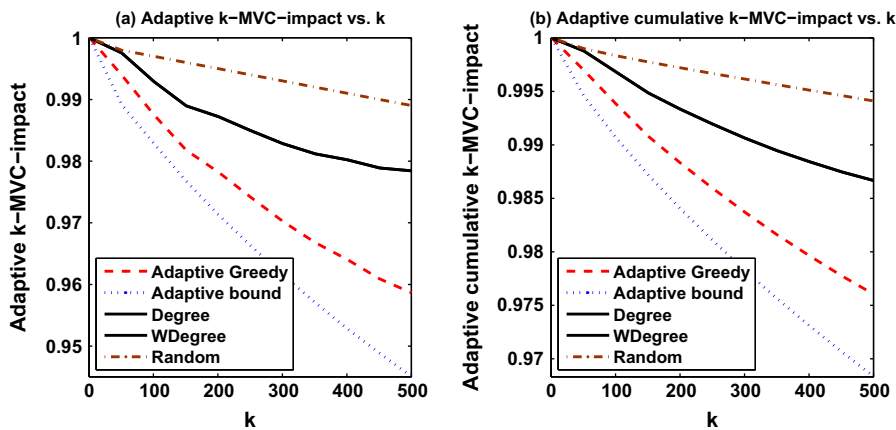 (a) Adaptive k−MVC−impact vs. k
1
0.99
0.98
0.97
0.96
0.95
Adaptive k−MVC−impact
Adaptive Greedy
Adaptive bound
Degree
WDegree
Random
0 100 200 300 400 500
k
(b) Adaptive cumulative k−MVC−impact vs. k
1
0.995
0.99
0.985
0.98
0.975
0.97
Adaptive cumulative k−MVC−impact
Adaptive Greedy
Adaptive bound
Degree
WDegree
Random
0 100 200 300 400 500
k